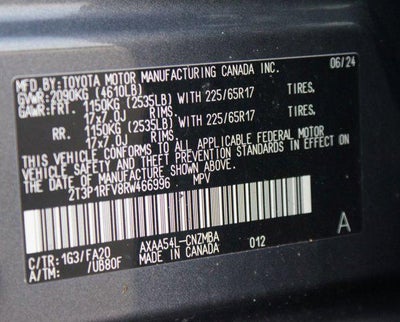 MFD.BY:TOYOTA MOTOR MANUFACTURING CANADA INC. 06/24
GVWR:2090KG (4610LB)
GAWR:FRT. 1150KG (2535LB) WITH 225/65R17 TIRES.
17x7.0J RIMS.
RR. 1150KG (2535LB) WITH 225/65R17 TIRES.
17x7.0J RIMS.
THIS VEHICLE CONFORMS TO ALL APPLICABLE FEDERAL MOTOR
VEHICLE SAFETY AND THEFT PREVENTION STANDARDS IN EFFECT
ON THE DATE OF MANUFACTURE SHOWN ABOVE.
2T3P1RFV8RW466996 MPV
C/TR: 1G3/FA20 AXAA54L-CNZMBA 012 A
A/TM: /UB80F MADE IN CANADA